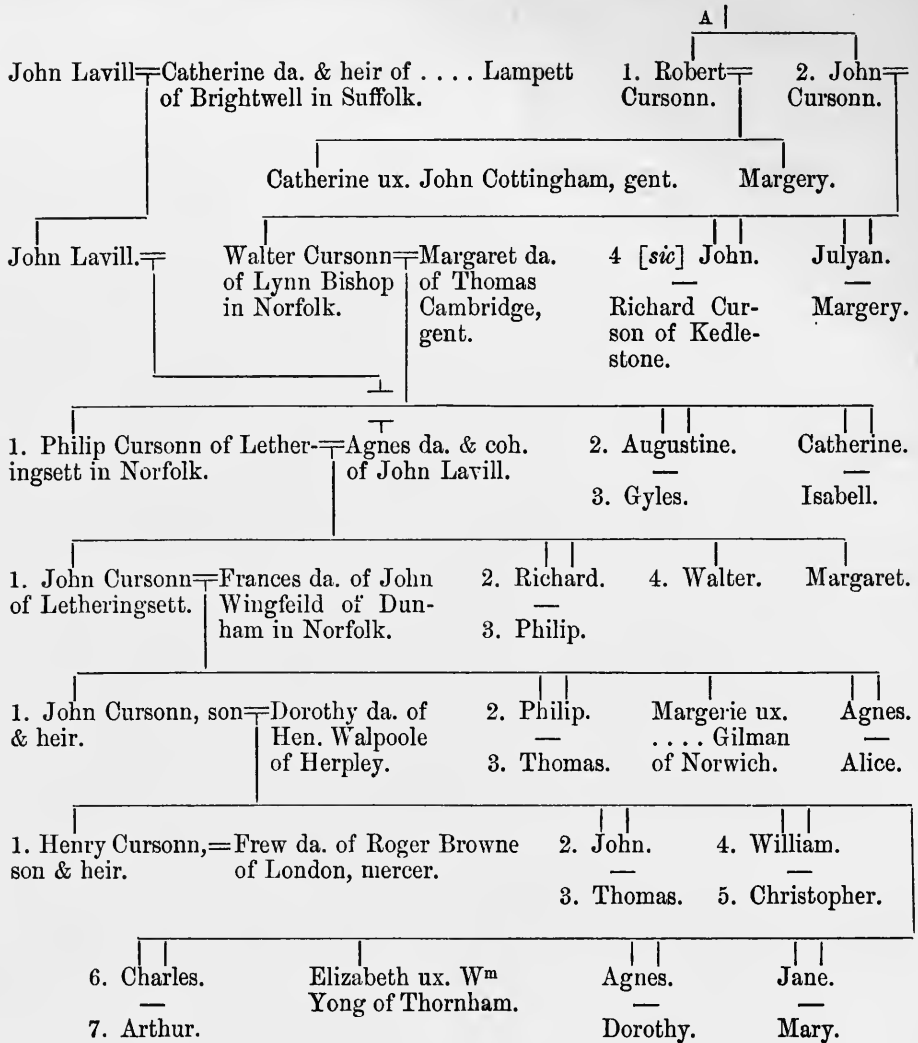 A
John Lavill=Catherine da. & heir of .... Lampett
of Brightwell in Suffolk.
1. Robert=
Cursonn.
2. John=
Cursonn.
Catherine ux. John Cottingham, gent.
Margery.
John Lavill.=
Walter Cursonn=Margaret da.
of Lynn Bishop
in Norfolk.
of Thomas
Cambridge,
gent.
4 [sic] John.
—
Richard Cur-
son of Kedle-
stone.
Julyan.
—
Margery.
1. Philip Cursonn of Lether-=Agnes da. & coh.
ingsett in Norfolk.
of John Lavill.
2. Augustine.
—
3. Gyles.
Catherine.
—
Isabell.
1. John Cursonn=Frances da. of John
of Letheringsett.
Wingfeild of Dun-
ham in Norfolk.
2. Richard.
—
3. Philip.
4. Walter.
Margaret.
1. John Cursonn, son=Dorothy da. of
& heir.
Hen. Walpoole
of Herpley.
2. Philip.
—
3. Thomas.
Margerie ux.
.... Gilman
of Norwich.
Agnes.
—
Alice.
1. Henry Cursonn,=Frew da. of Roger Browne
son & heir.
of London, mercer.
2. John.
—
3. Thomas.
4. William.
—
5. Christopher.
6. Charles.
—
7. Arthur.
Elizabeth ux. Wm
Yong of Thornham.
Agnes.
—
Dorothy.
Jane.
—
Mary.